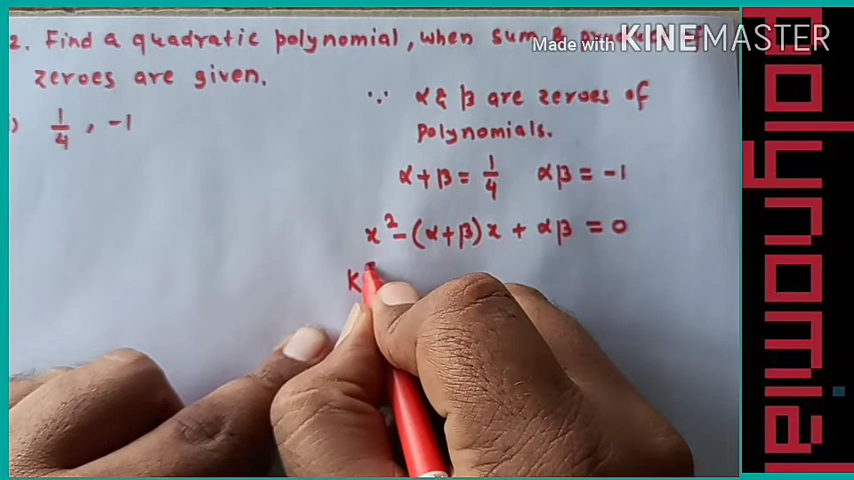 2. Find a quadratic polynomial, when sum &
zeroes are given.
Made with KINEMASTER
∵ α & β are zeroes of
polynomials.
) 1/4 , -1
α + β = 1/4 αβ = -1
x² - (α+β)x + αβ = 0
K